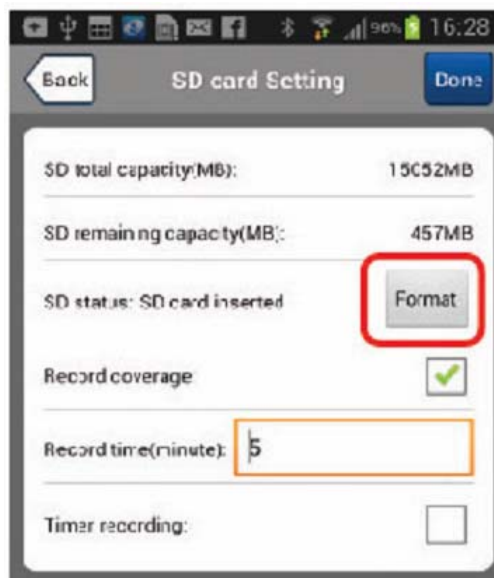 96% 16:28
Back SD card Setting Done
SD total capacity(MB): 15052MB
SD remaining capacity(MB): 457MB
SD status: SD card inserted Format
Record coverage
Record time(minute): 5
Timer recording: